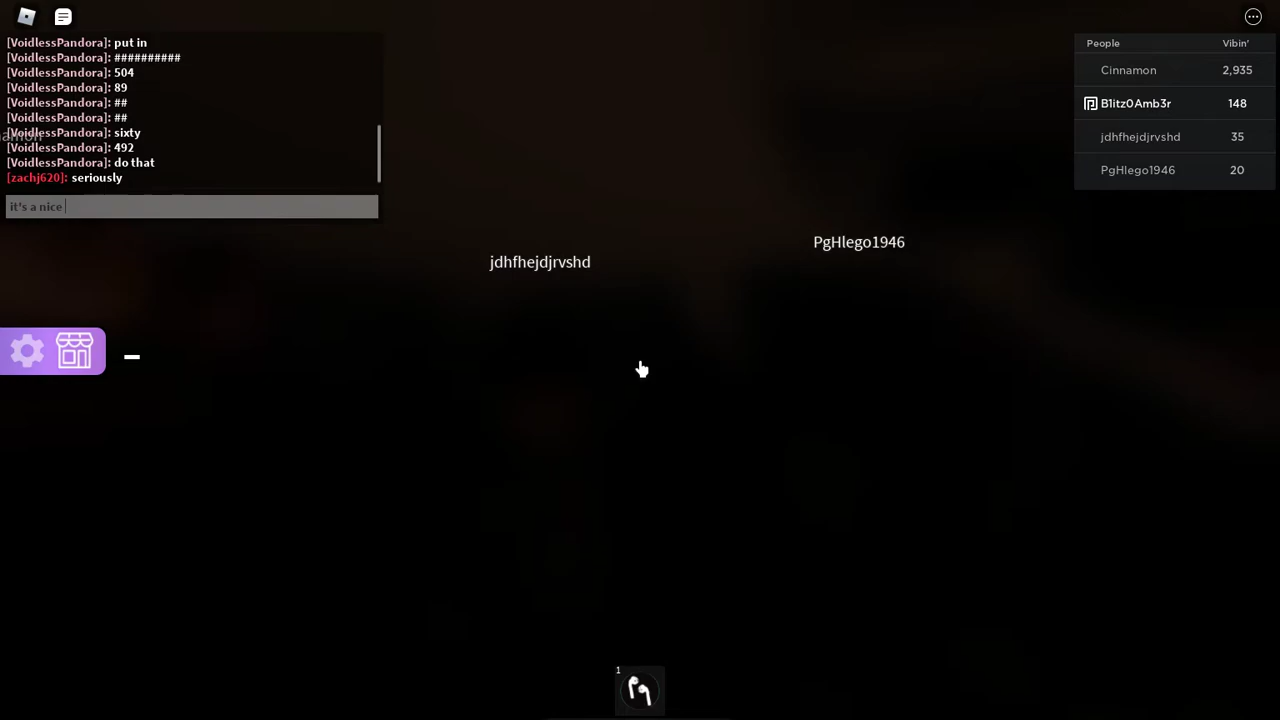 [VoidlessPandora]: put in
[VoidlessPandora]: ##########
[VoidlessPandora]: 504
[VoidlessPandora]: 89
[VoidlessPandora]: ##
[VoidlessPandora]: ##
[VoidlessPandora]: sixty
[VoidlessPandora]: 492
[VoidlessPandora]: do that
[zachj620]: seriously
it's a nice
People Vibin'
Cinnamon 2,935
B1itz0Amb3r 148
jdhfhejdjrvshd 35
PgHlego1946 20
PgHlego1946
jdhfhejdjrvshd
1